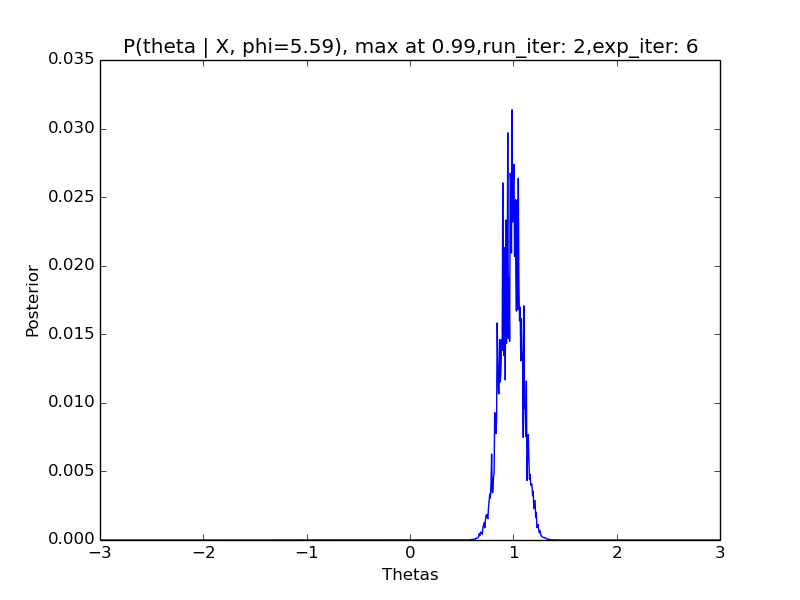 P(theta | X, phi=5.59), max at 0.99,run_iter: 2,exp_iter: 6
0.035
0.030
0.025
0.020
0.015
0.010
0.005
0.000
Posterior
−3 −2 −1 0 1 2 3
Thetas